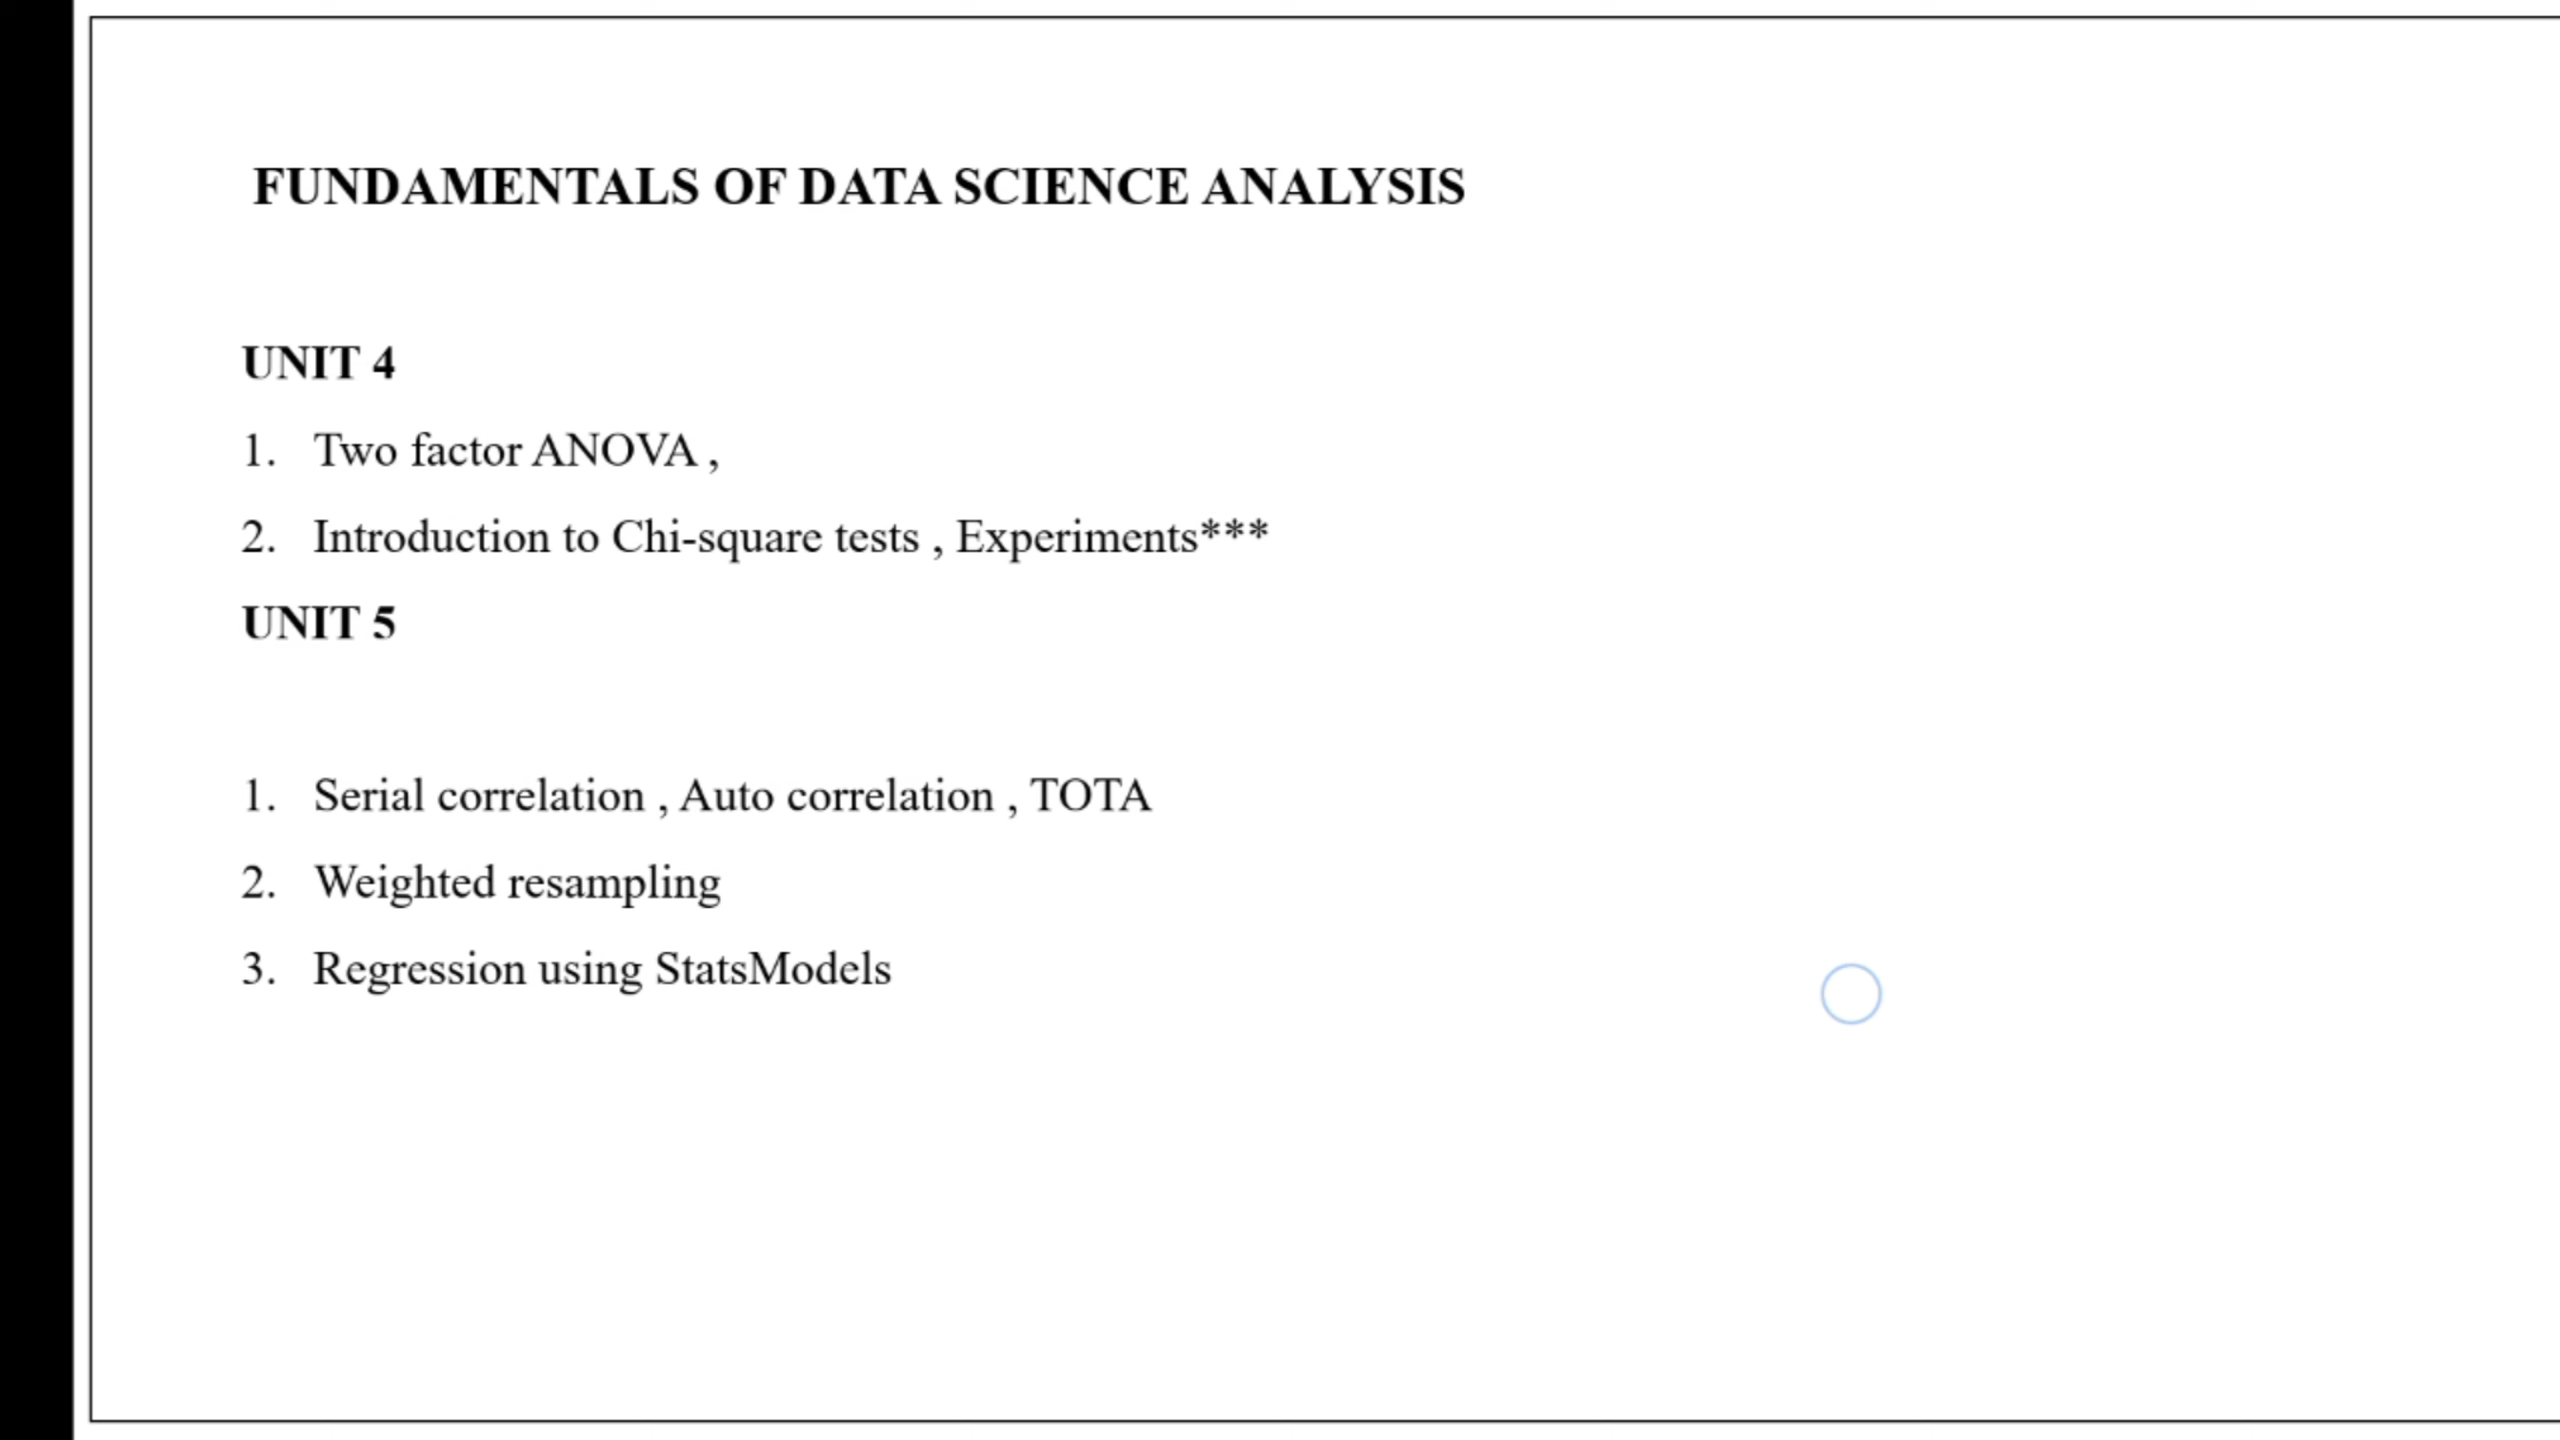 FUNDAMENTALS OF DATA SCIENCE ANALYSIS
UNIT 4
1. Two factor ANOVA ,
2. Introduction to Chi-square tests , Experiments***
UNIT 5
1. Serial correlation , Auto correlation , TOTA
2. Weighted resampling
3. Regression using StatsModels